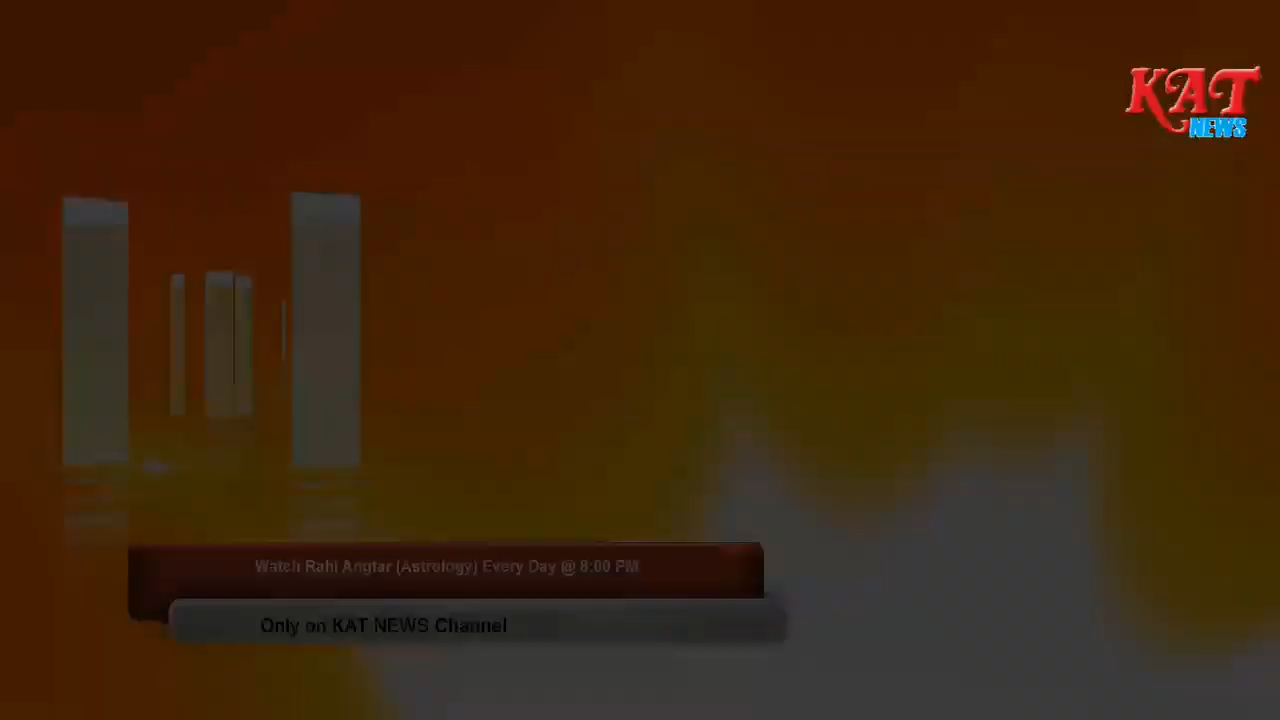 KAT
NEWS
Watch Rahi Angtar (Astrology) Every Day @ 8:00 PM
Only on KAT NEWS Channel